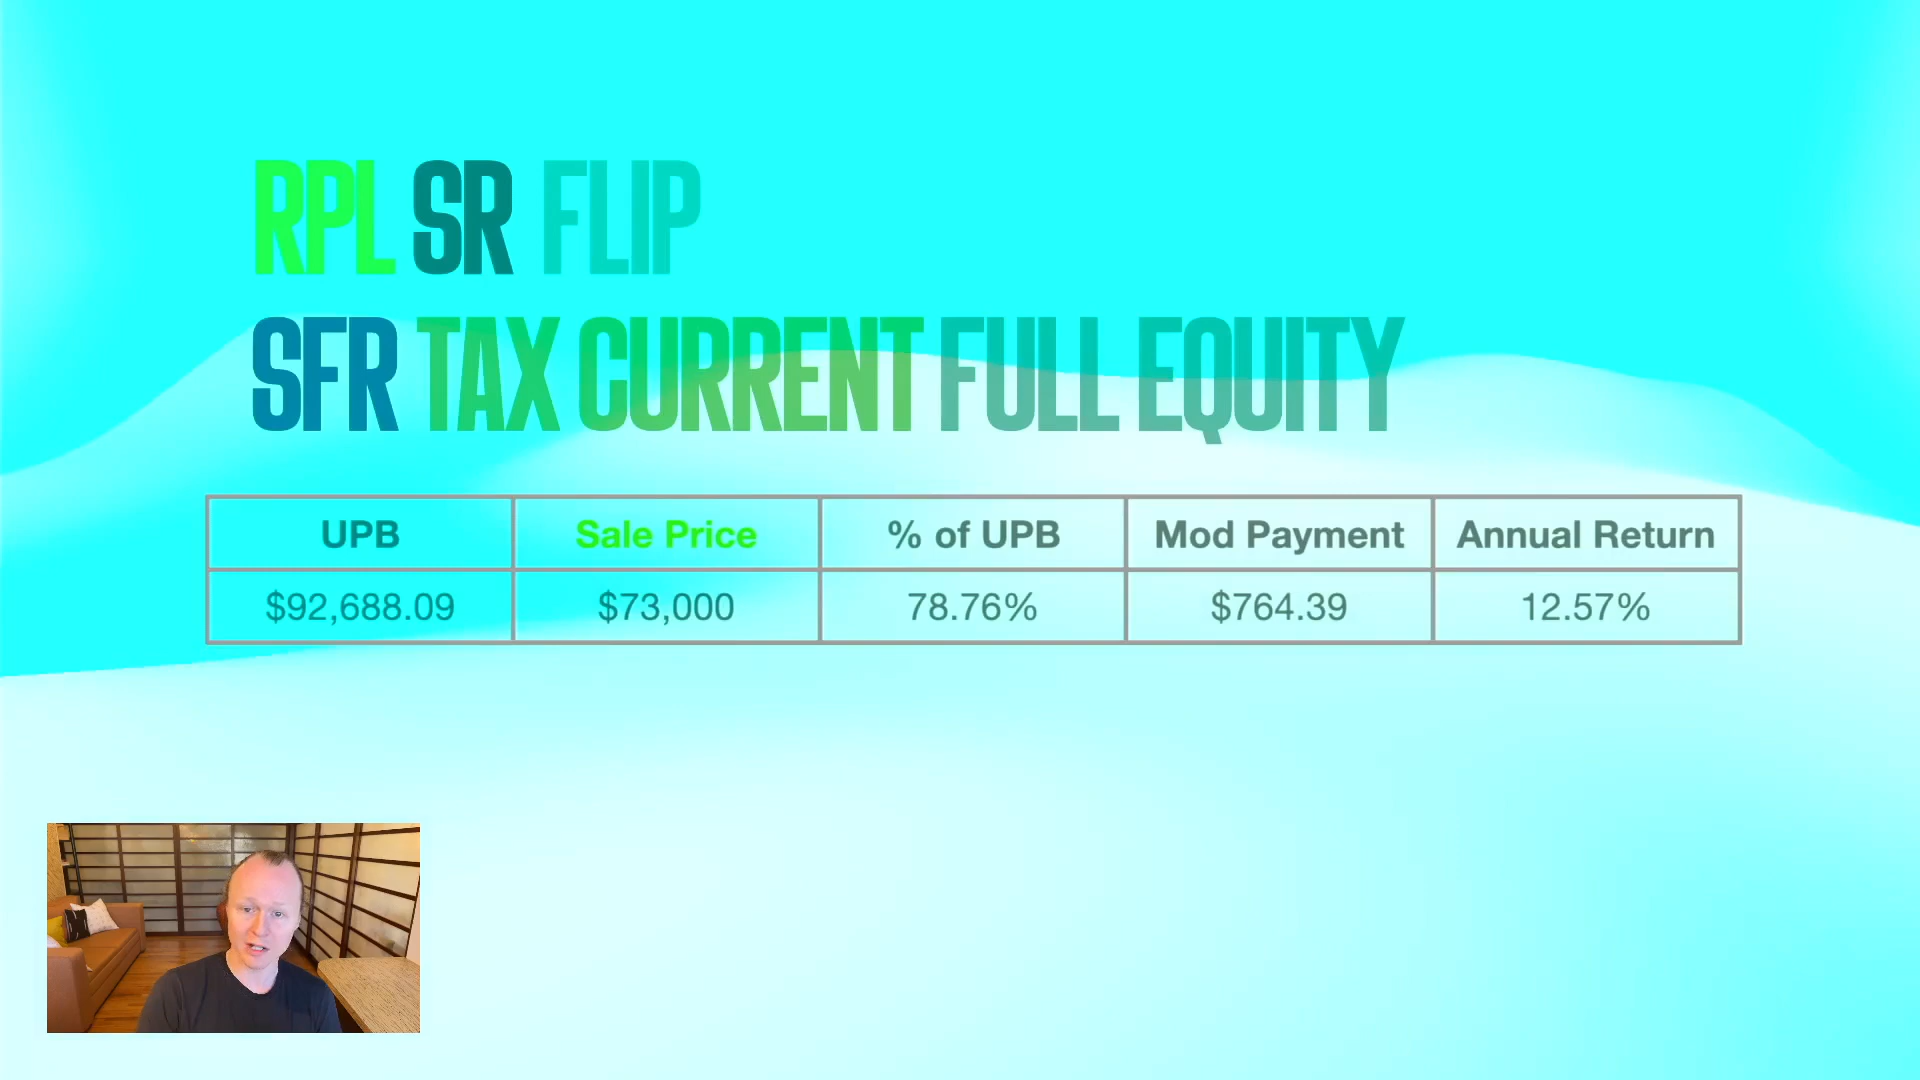 RPL SR FLIP
SFR TAX CURRENT FULL EQUITY
UPB Sale Price % of UPB Mod Payment Annual Return
$92,688.09 $73,000 78.76% $764.39 12.57%